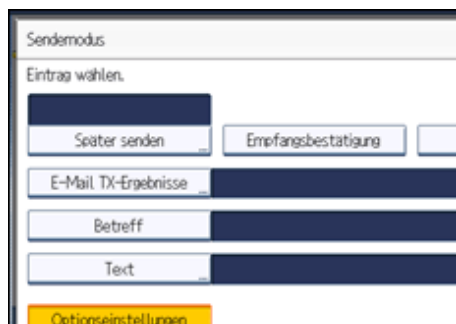 Sendemodus
Eintrag wählen.
Später senden
Empfangsbestätigung
E-Mail TX-Ergebnisse
Betreff
Text
Optionseinstellungen